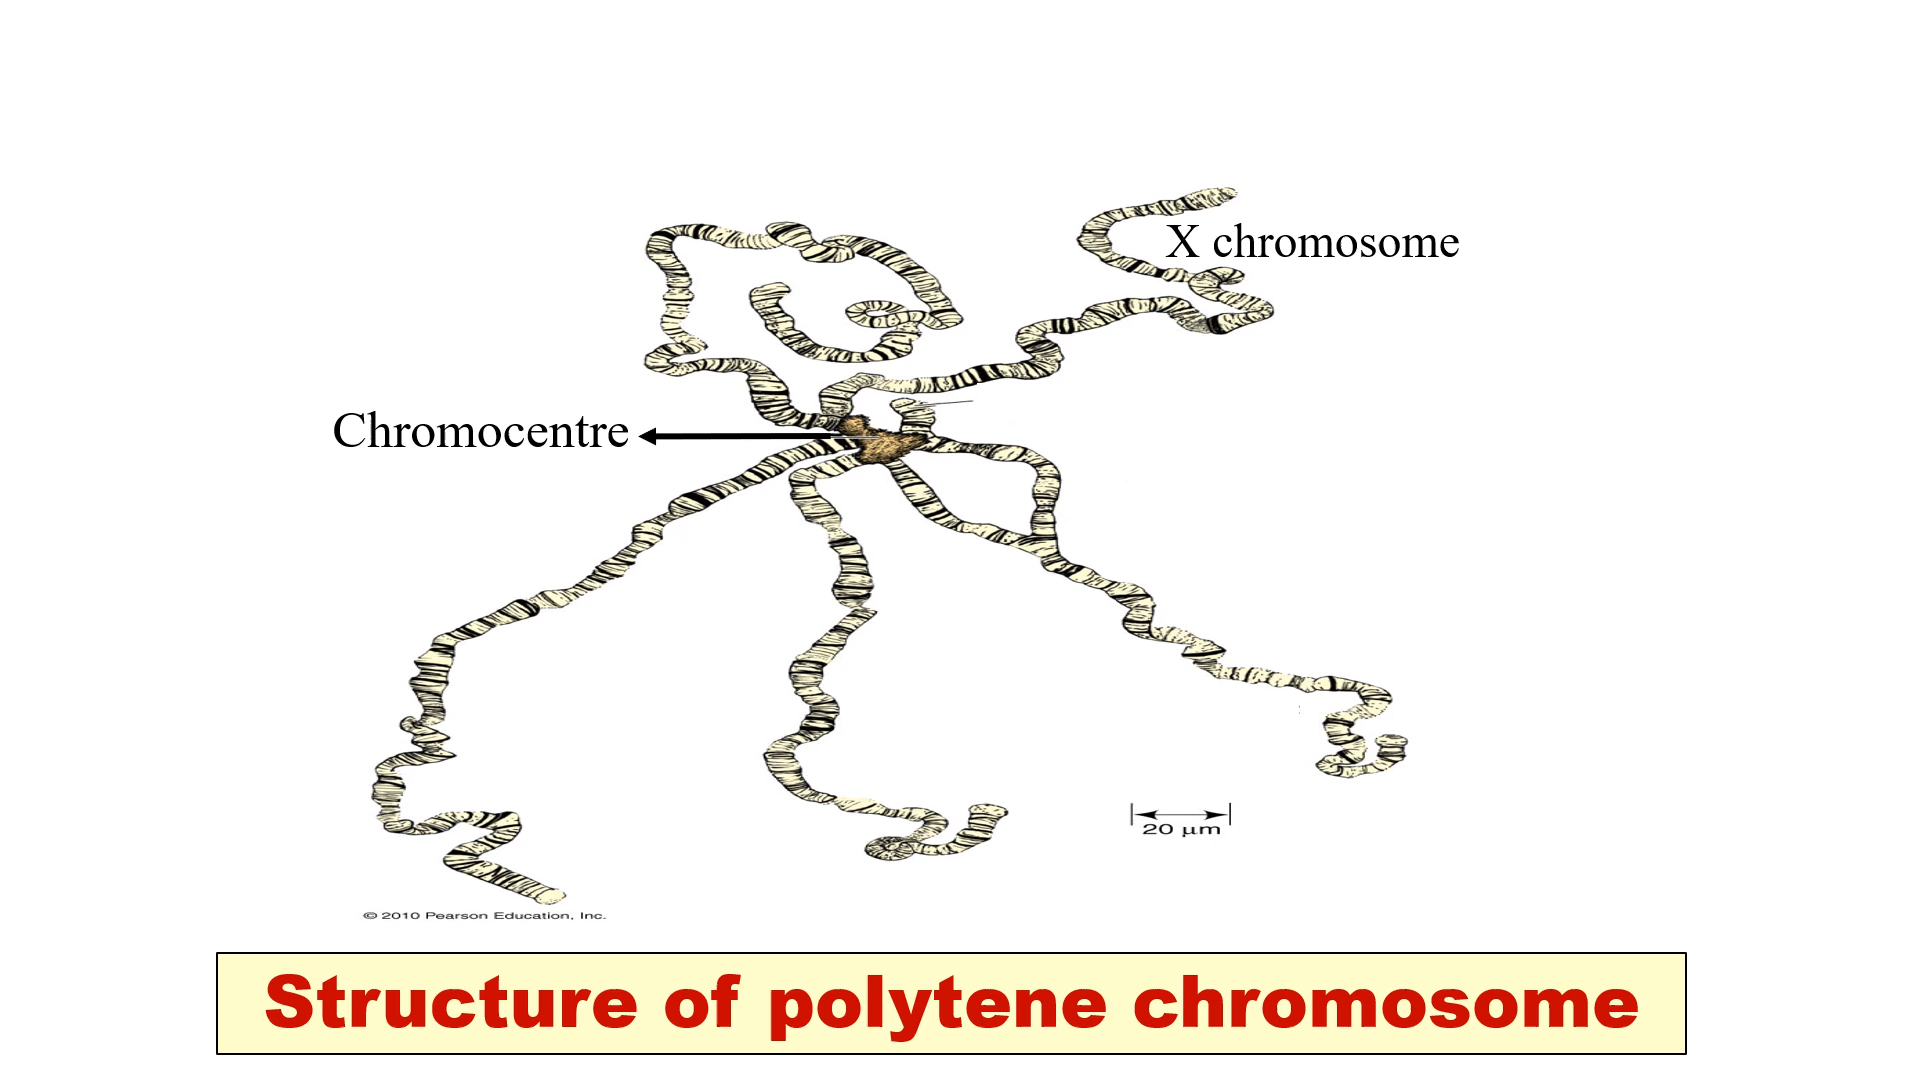 X chromosome
Chromocentre
20 µm
© 2010 Pearson Education, Inc.
Structure of polytene chromosome